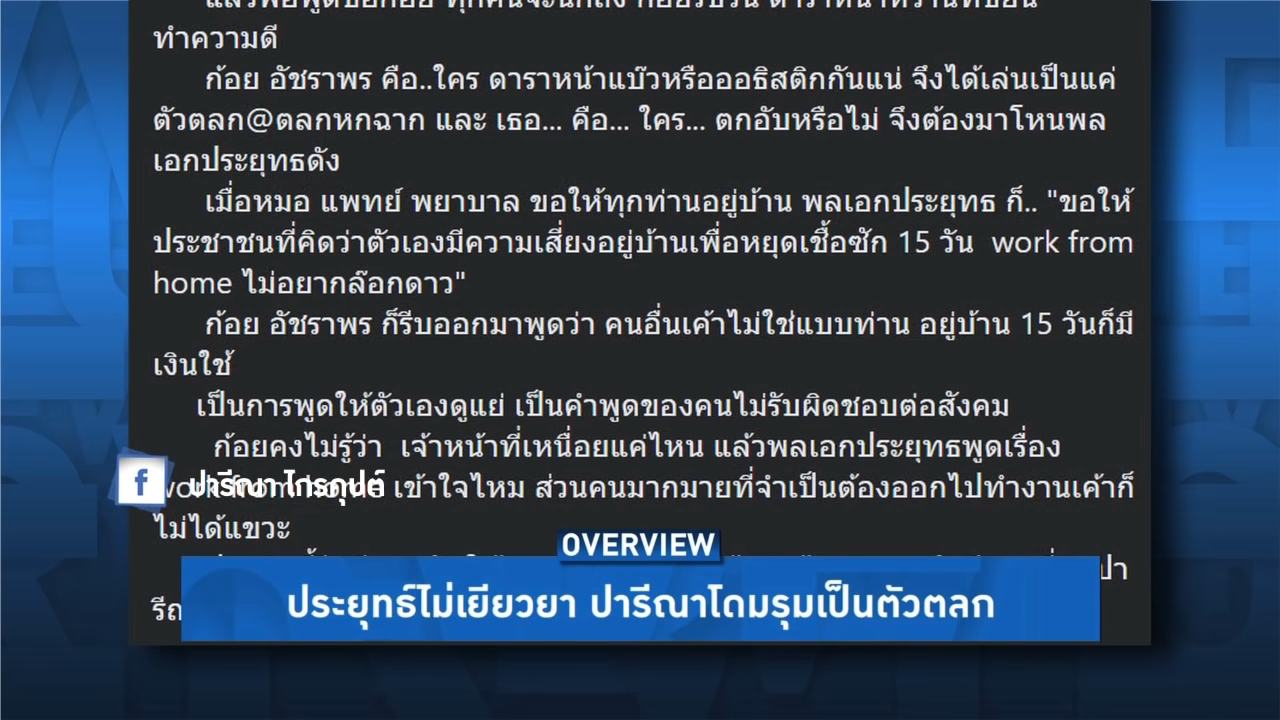 ทำความดี
ก้อย อัชราพร คือ..ใคร ดาราหน้าแบ๊วหรือออธิสติกกันแน่ จึงได้เล่นเป็นแค่
ตัวตลก@ตลกหกฉาก และ เธอ... คือ... ใคร... ตกอับหรือไม่ จึงต้องมาโหนพล
เอกประยุทธดัง
เมื่อหมอ แพทย์ พยาบาล ขอให้ทุกท่านอยู่บ้าน พลเอกประยุทธ ก็.. "ขอให้
ประชาชนที่คิดว่าตัวเองมีความเสี่ยงอยู่บ้านเพื่อหยุดเชื้อซัก 15 วัน work from
home ไม่อยากล๊อกดาว"
ก้อย อัชราพร ก็รีบออกมาพูดว่า คนอื่นเค้าไม่ใช่แบบท่าน อยู่บ้าน 15 วันก็มี
เงินใช้
เป็นการพูดให้ตัวเองดูแย่ เป็นคำพูดของคนไม่รับผิดชอบต่อสังคม
ก้อยคงไม่รู้ว่า เจ้าหน้าที่เหนื่อยแค่ไหน แล้วพลเอกประยุทธพูดเรื่อง
ปารีณา ไกรคุปต์
เข้าใจไหม ส่วนคนมากมายที่จำเป็นต้องออกไปทำงานเค้าก็
ไม่ได้แขวะ
OVERVIEW
ประยุทธ์ไม่เยียวยา ปารีณาโดมรุมเป็นตัวตลก